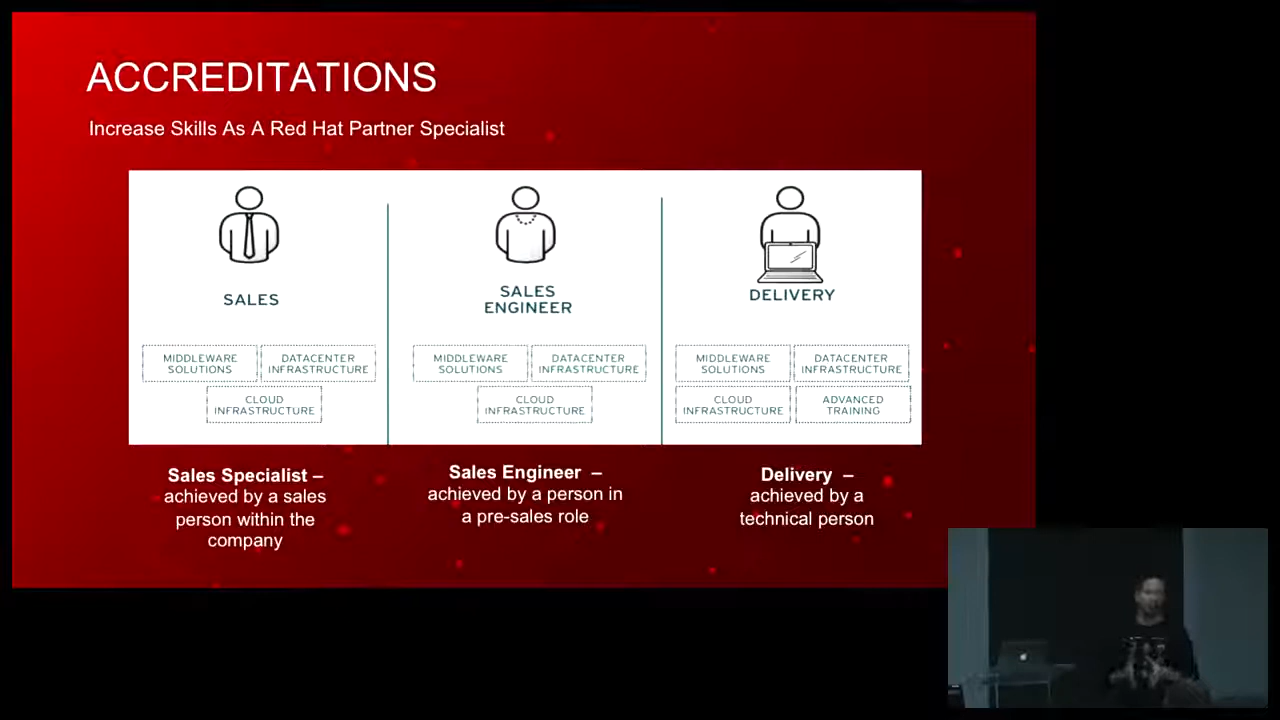 ACCREDITATIONS
Increase Skills As A Red Hat Partner Specialist
SALES
MIDDLEWARE
SOLUTIONS
DATACENTER
INFRASTRUCTURE
CLOUD
INFRASTRUCTURE
SALES
ENGINEER
MIDDLEWARE
SOLUTIONS
DATACENTER
INFRASTRUCTURE
CLOUD
INFRASTRUCTURE
DELIVERY
MIDDLEWARE
SOLUTIONS
DATACENTER
INFRASTRUCTURE
CLOUD
INFRASTRUCTURE
ADVANCED
TRAINING
Sales Specialist –
achieved by a sales
person within the
company
Sales Engineer –
achieved by a person in
a pre-sales role
Delivery –
achieved by a
technical person